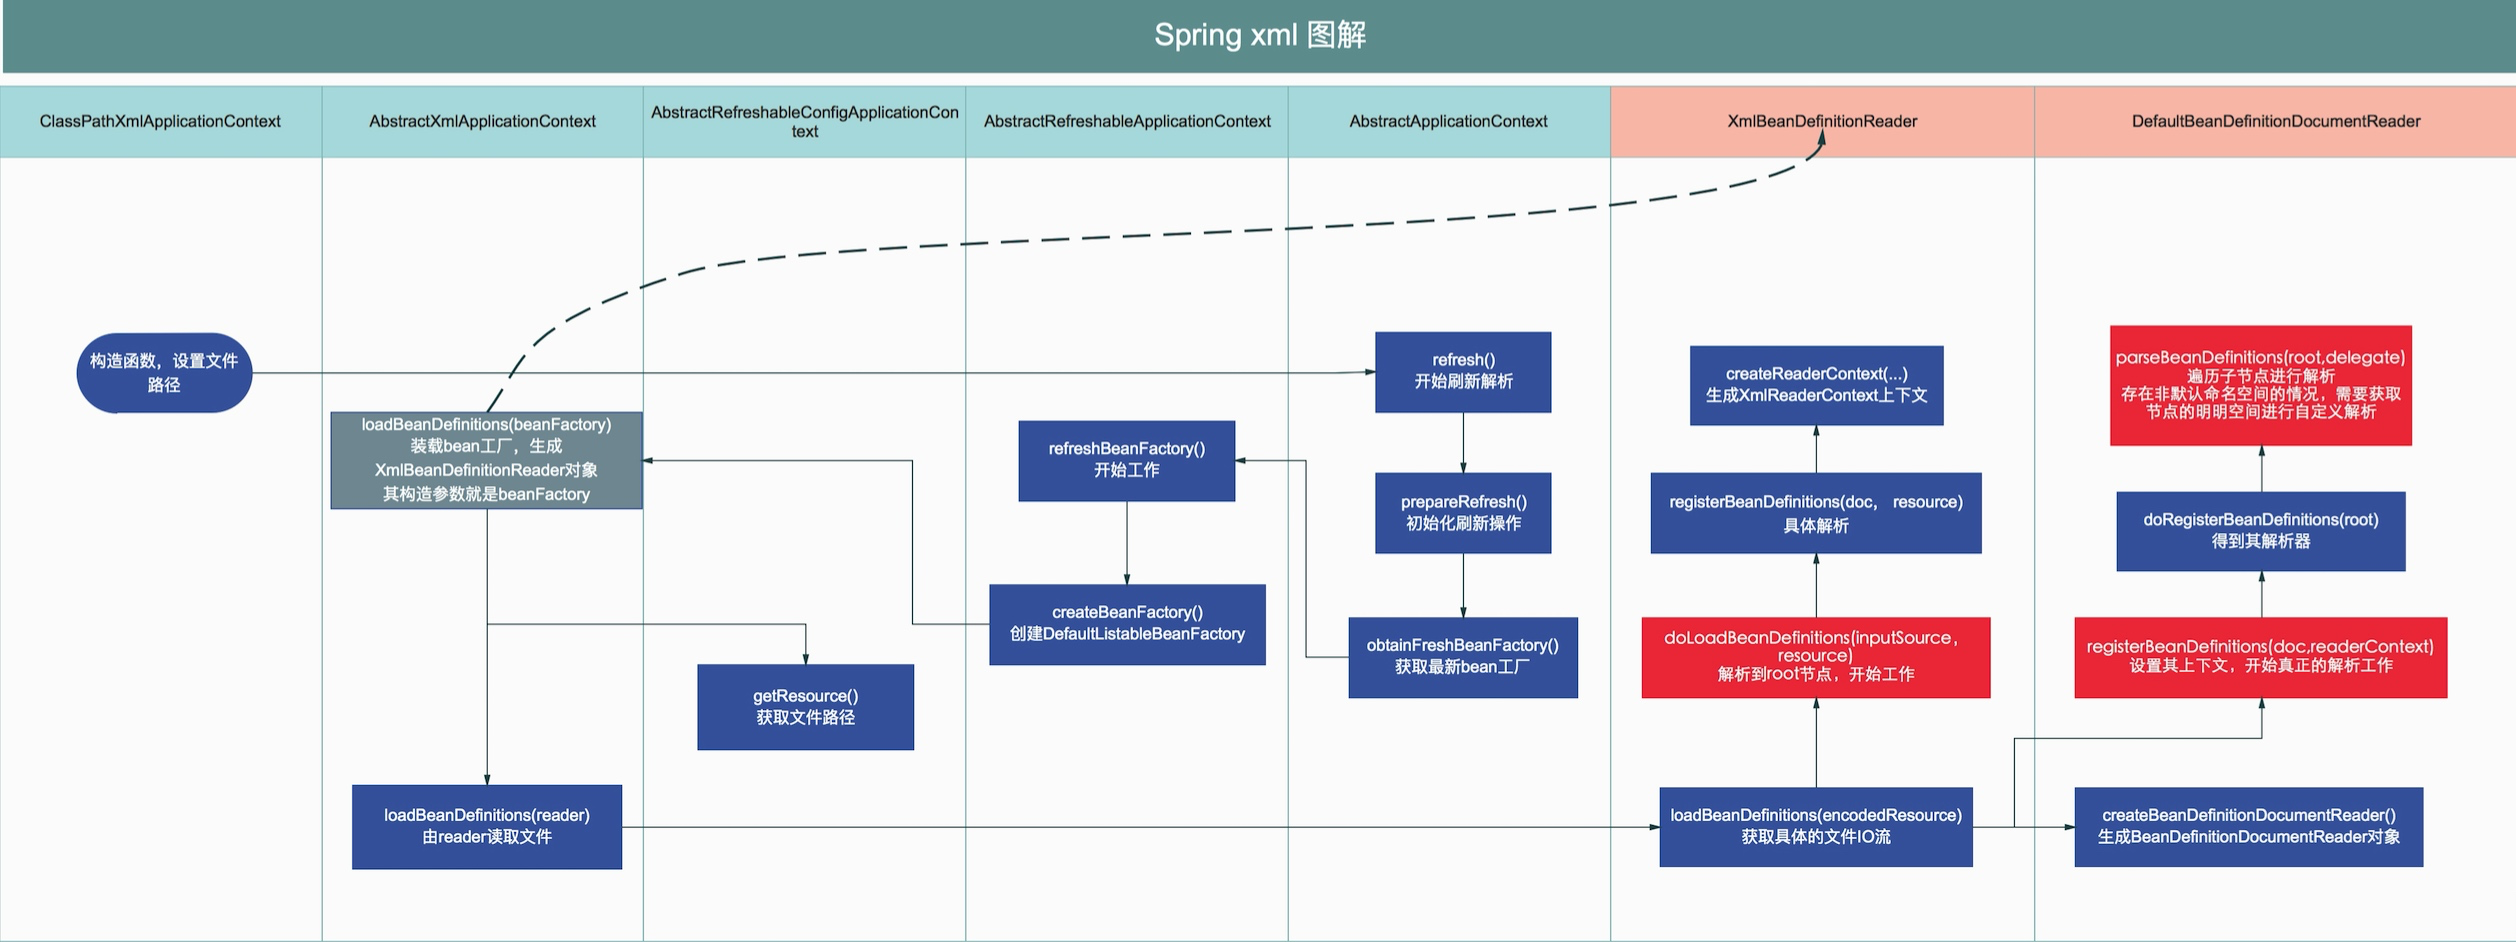 Spring xml 图解
ClassPathXmlApplicationContext
AbstractXmlApplicationContext
AbstractRefreshableConfigApplicationCon
text
AbstractRefreshableApplicationContext
AbstractApplicationContext
XmlBeanDefinitionReader
DefaultBeanDefinitionDocumentReader
构造函数，设置文件
路径
loadBeanDefinitions(beanFactory)
装载bean工厂，生成
XmlBeanDefinitionReader对象
其构造参数就是beanFactory
loadBeanDefinitions(reader)
由reader读取文件
getResource()
获取文件路径
refreshBeanFactory()
开始工作
createBeanFactory()
创建DefaultListableBeanFactory
refresh()
开始刷新解析
prepareRefresh()
初始化刷新操作
obtainFreshBeanFactory()
获取最新bean工厂
createReaderContext(...)
生成XmlReaderContext上下文
registerBeanDefinitions(doc， resource)
具体解析
doLoadBeanDefinitions(inputSource，
resource)
解析到root节点，开始工作
loadBeanDefinitions(encodedResource)
获取具体的文件IO流
parseBeanDefinitions(root,delegate)
遍历子节点进行解析
存在非默认命名空间的情况，需要获取
节点的明明空间进行自定义解析
doRegisterBeanDefinitions(root)
得到其解析器
registerBeanDefinitions(doc,readerContext)
设置其上下文，开始真正的解析工作
createBeanDefinitionDocumentReader()
生成BeanDefinitionDocumentReader对象